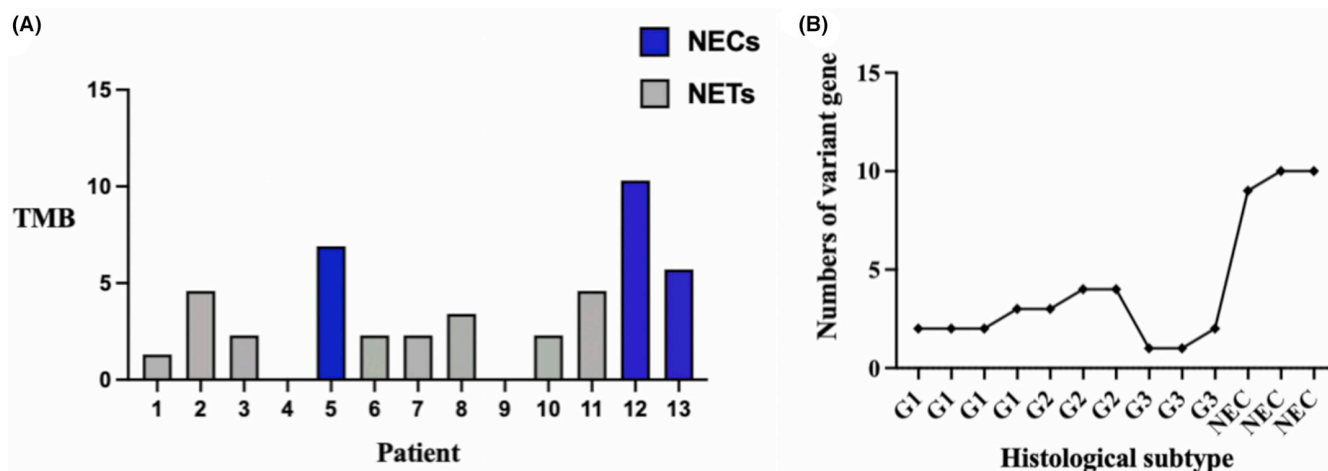 (A)
NECs
NETs
15
10
5
0
TMB
1 2 3 4 5 6 7 8 9 10 11 12 13
Patient
(B)
15
10
5
0
Numbers of variant gene
G1 G1 G1 G1 G2 G2 G2 G3 G3 G3 NEC NEC NEC
Histological subtype